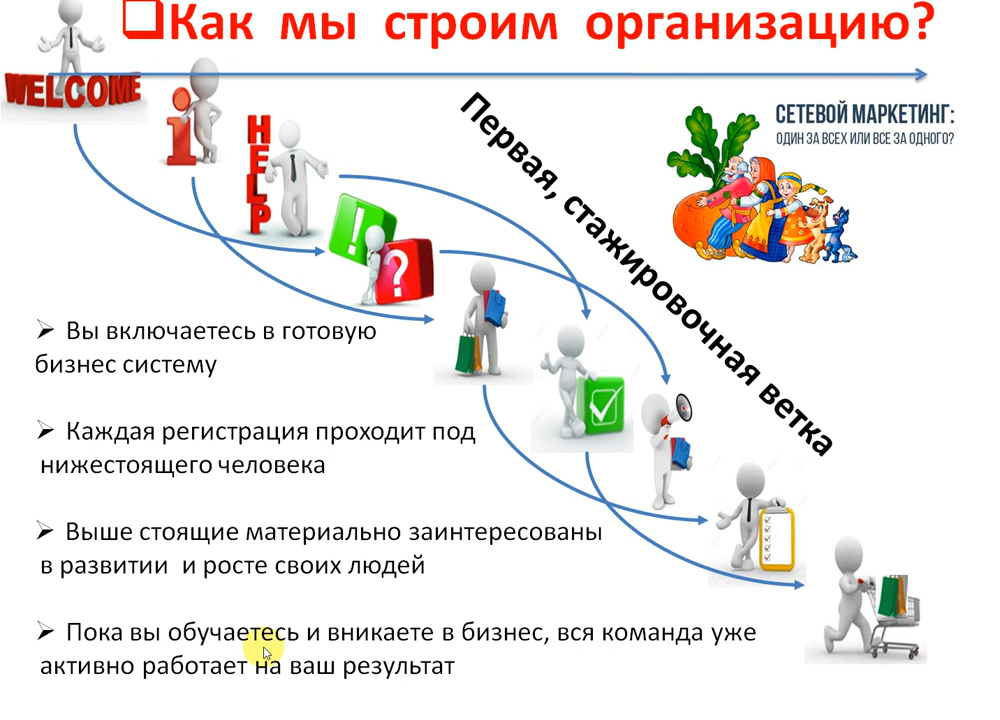 Как мы строим организацию?
WELCOME
i
HELP
!
?
Первая, стажировочная ветка
СЕТЕВОЙ МАРКЕТИНГ:
ОДИН ЗА ВСЕХ ИЛИ ВСЕ ЗА ОДНОГО?
Вы включаетесь в готовую
бизнес систему
Каждая регистрация проходит под
нижестоящего человека
Выше стоящие материально заинтересованы
в развитии и росте своих людей
Пока вы обучаетесь и вникаете в бизнес, вся команда уже
активно работает на ваш результат